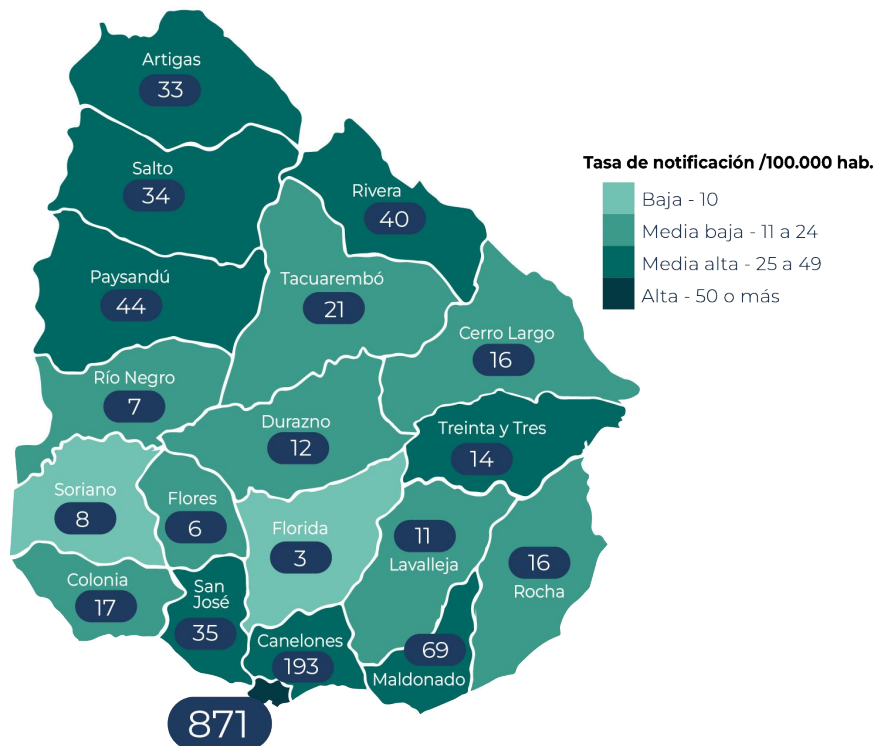 Artigas
33
Salto
34
Rivera
40
Paysandú
44
Tacuarembó
21
Cerro Largo
16
Río Negro
7
Durazno
12
Treinta y Tres
14
Soriano
8
Flores
6
Florida
3
11
Lavalleja
16
Rocha
Colonia
17
San
José
35
Canelones
193
69
Maldonado
871
Tasa de notificación /100.000 hab.
Baja - 10
Media baja - 11 a 24
Media alta - 25 a 49
Alta - 50 o más